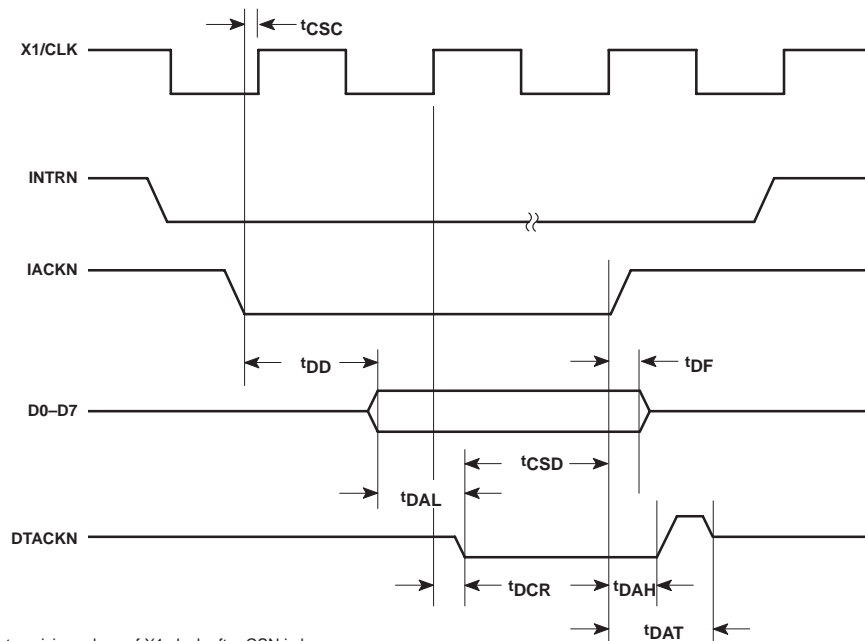 tCSC
X1/CLK
INTRN
IACKN
tDD
tDF
D0–D7
tCSD
tDAL
DTACKN
tDCR
tDAH
tDAT